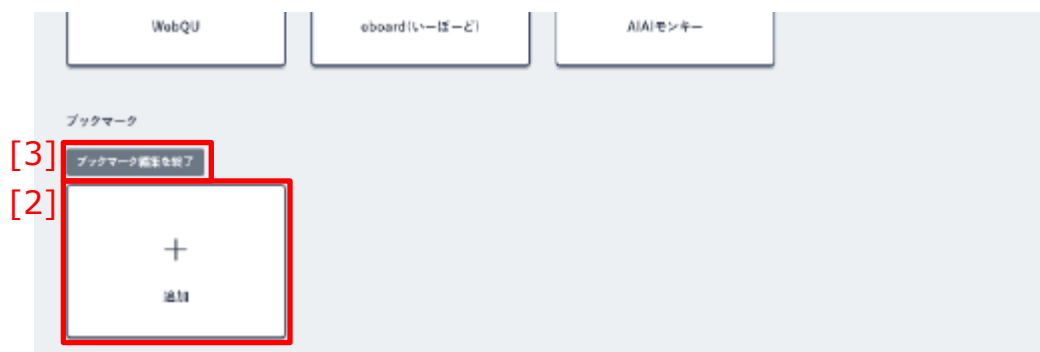 WebQU
eboard(いーぼーど)
AIAIモンキー
ブックマーク
[3] ブックマーク編集を終了
[2]
+
追加